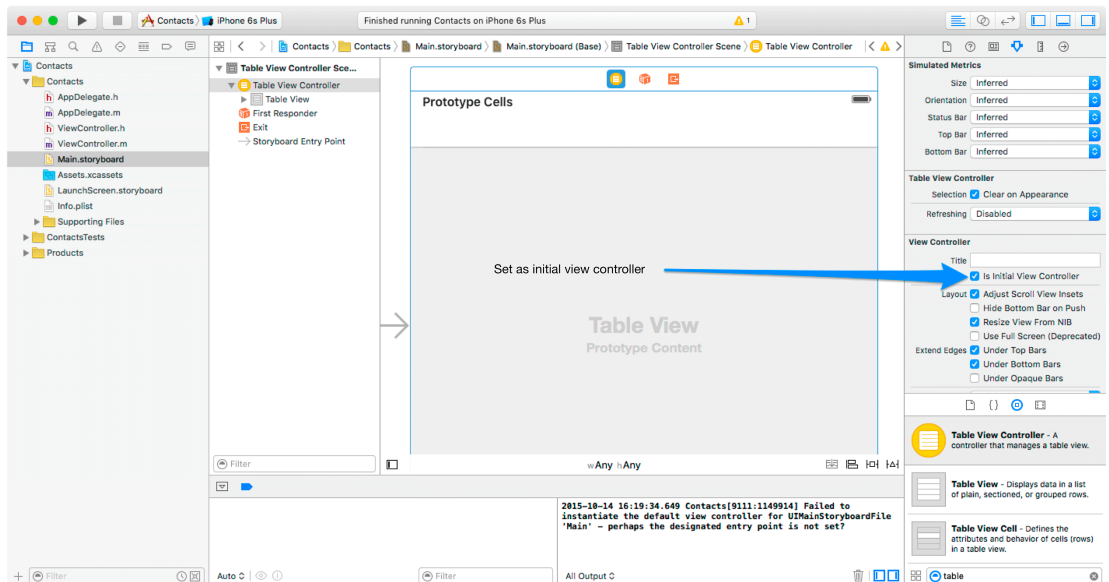 Contacts
iPhone 6s Plus
Finished running Contacts on iPhone 6s Plus
1
Contacts
Contacts
Main.storyboard
Main.storyboard (Base)
Table View Controller Scene
Table View Controller
Contacts
Contacts
h AppDelegate.h
m AppDelegate.m
h ViewController.h
m ViewController.m
Main.storyboard
Assets.xcassets
LaunchScreen.storyboard
Info.plist
Supporting Files
ContactsTests
Products
Filter
Table View Controller Sce...
Table View Controller
Table View
First Responder
Exit
Storyboard Entry Point
Filter
Prototype Cells
Set as initial view controller
Table View
Prototype Content
wAny hAny
2015-10-14 16:19:34.649 Contacts[9111:1149914] Failed to
instantiate the default view controller for UIMainStoryboardFile
'Main' - perhaps the designated entry point is not set?
Auto
Filter
All Output
Simulated Metrics
Size Inferred
Orientation Inferred
Status Bar Inferred
Top Bar Inferred
Bottom Bar Inferred
Table View Controller
Selection Clear on Appearance
Refreshing Disabled
View Controller
Title
Is Initial View Controller
Layout Adjust Scroll View Insets
Hide Bottom Bar on Push
Resize View From NIB
Use Full Screen (Deprecated)
Extend Edges Under Top Bars
Under Bottom Bars
Under Opaque Bars
{}
Table View Controller - A
controller that manages a table view.
Table View - Displays data in a list
of plain, sectioned, or grouped rows.
Table View Cell - Defines the
attributes and behavior of cells (rows)
in a table view.
table